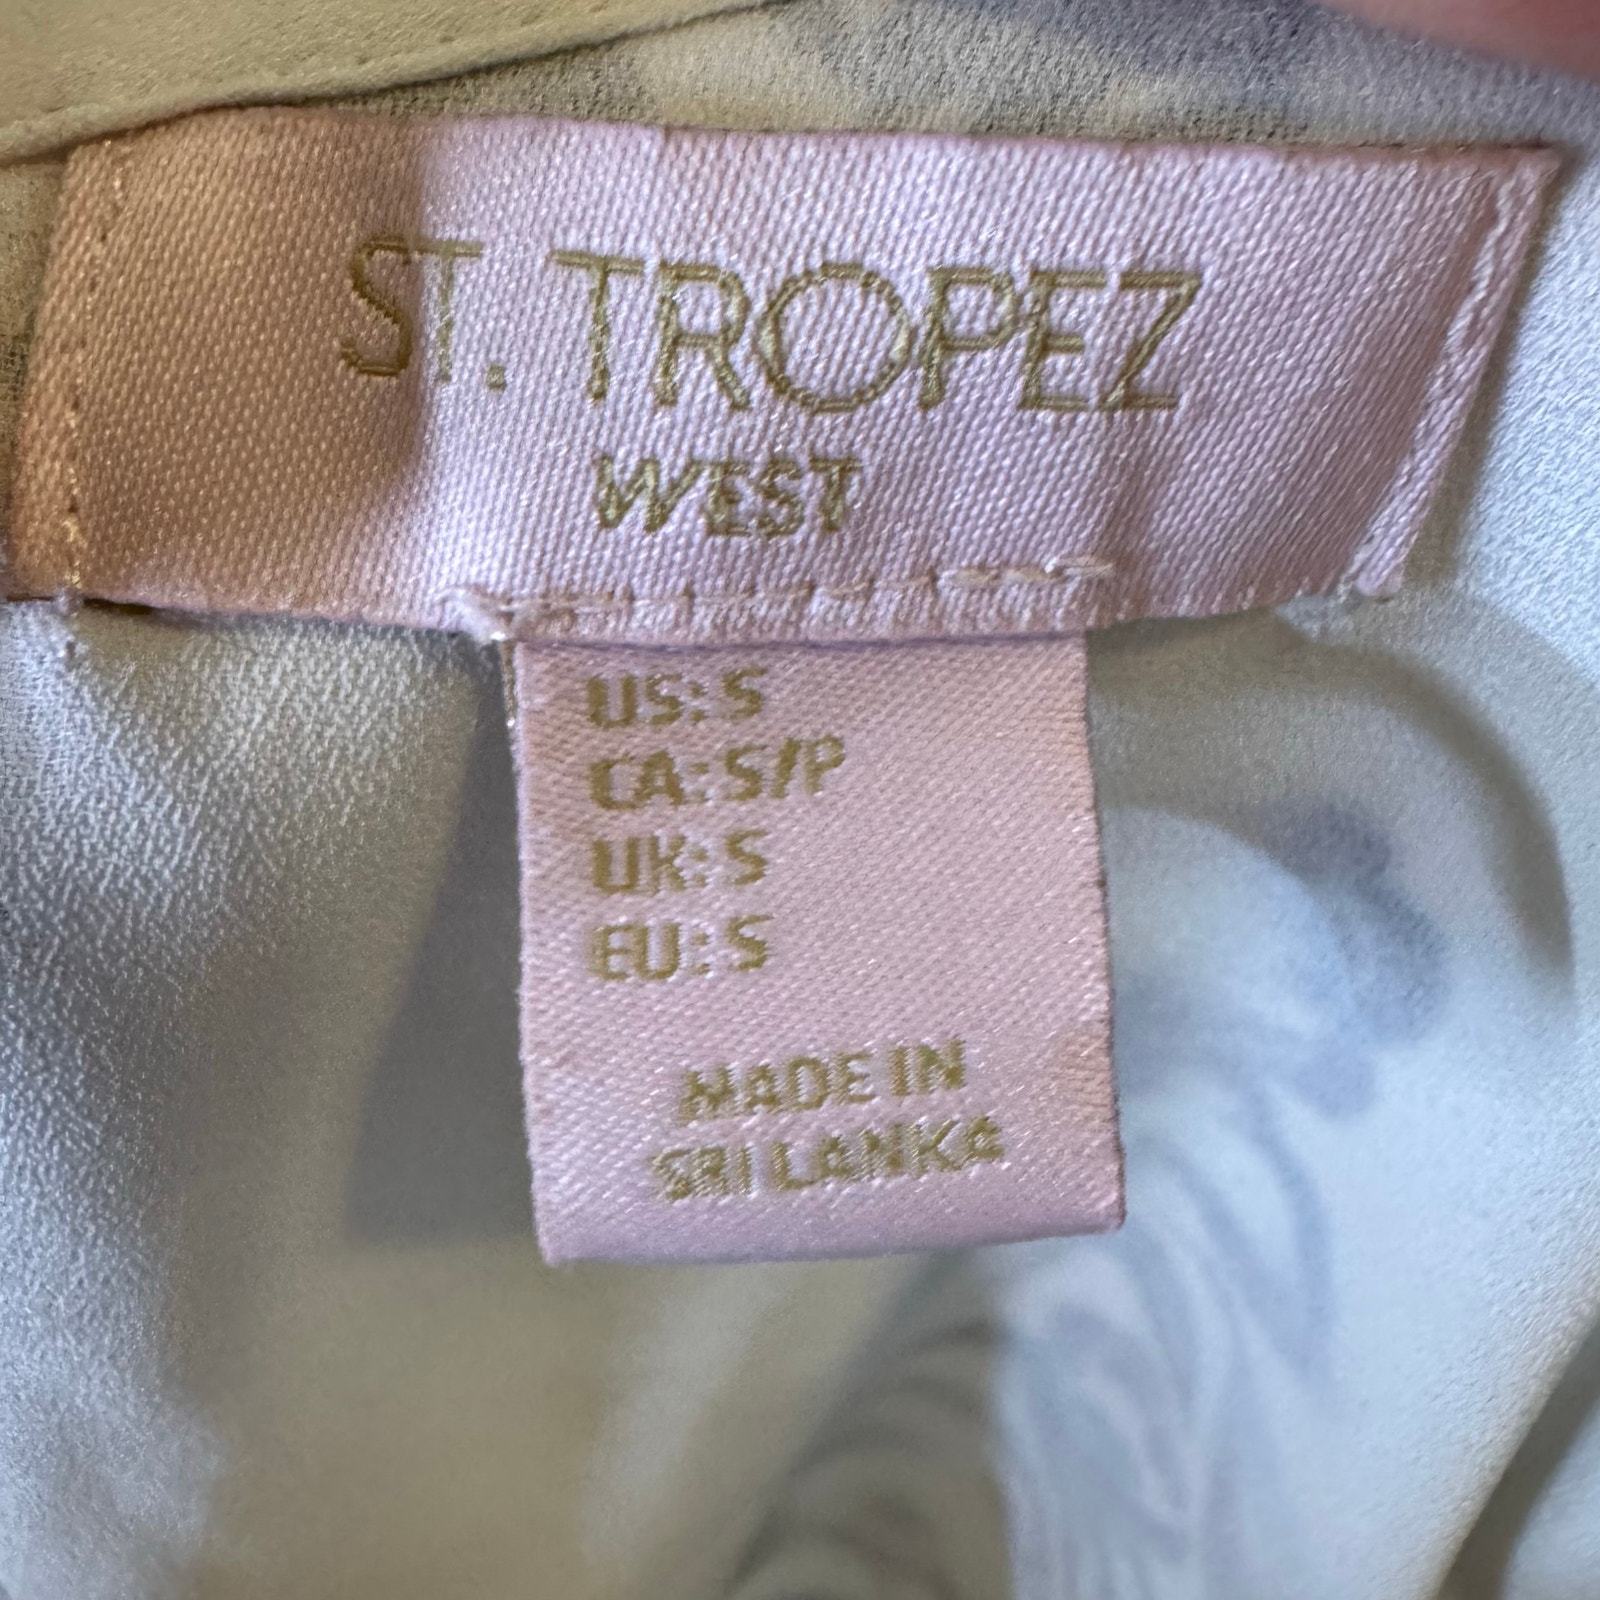 ST. TROPEZ
WEST
US: S
CA: S/P
UK: S
EU: S
MADE IN
SRI LANKA